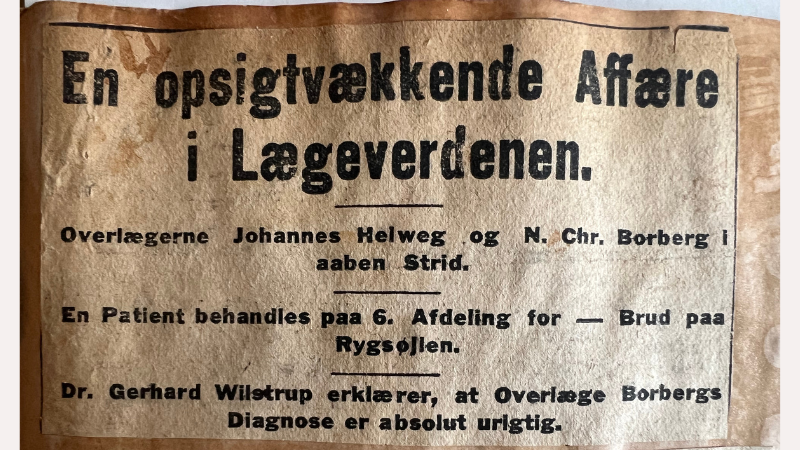 En opsigtvækkende Affære
i Lægeverdenen.
Overlægerne Johannes Helweg og N. Chr. Borberg i
aaben Strid.
En Patient behandles paa 6. Afdeling for — Brud paa
Rygsøjlen.
Dr. Gerhard Wilstrup erklærer, at Overlæge Borbergs
Diagnose er absolut urigtig.